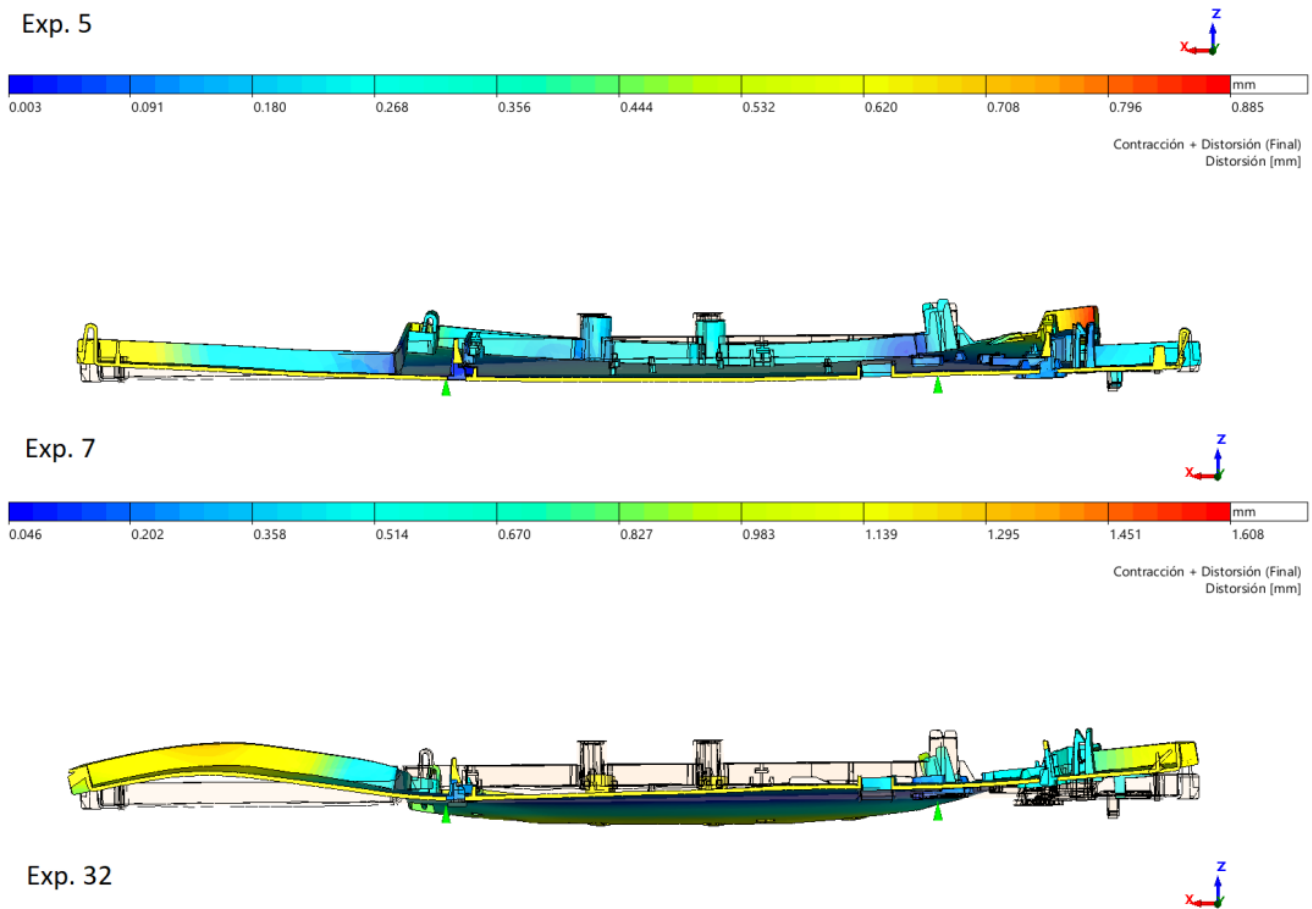 Exp. 5
Z
X
mm
0.003 0.091 0.180 0.268 0.356 0.444 0.532 0.620 0.708 0.796 0.885
Contracción + Distorsión (Final)
Distorsión [mm]
Exp. 7
Z
X
mm
0.046 0.202 0.358 0.514 0.670 0.827 0.983 1.139 1.295 1.451 1.608
Contracción + Distorsión (Final)
Distorsión [mm]
Exp. 32
Z
X